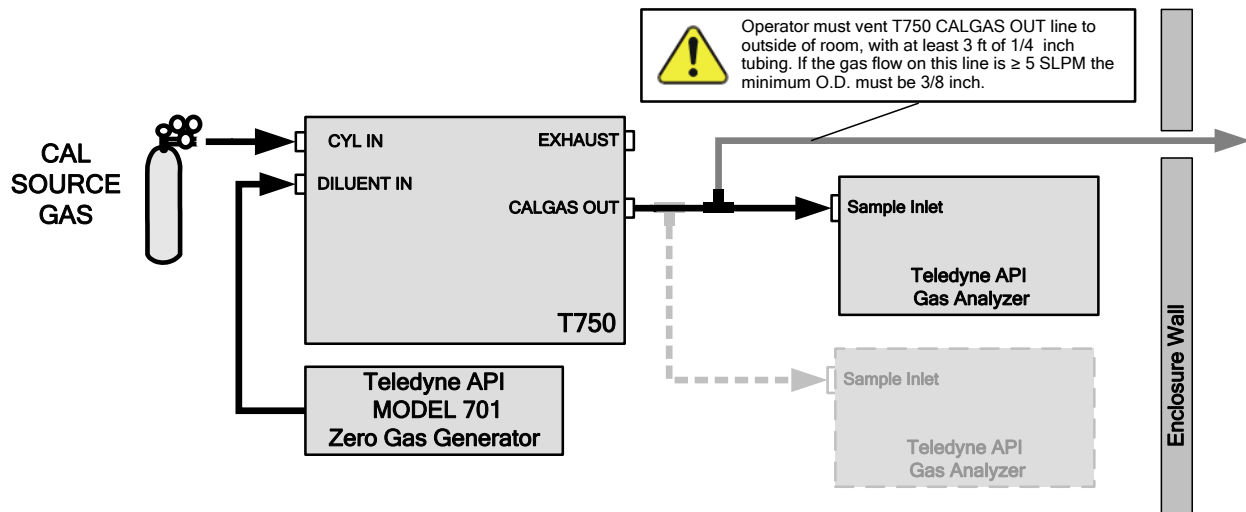 Operator must vent T750 CALGAS OUT line to
outside of room, with at least 3 ft of 1/4 inch
tubing. If the gas flow on this line is ≥ 5 SLPM the
minimum O.D. must be 3/8 inch.
CAL
SOURCE
GAS
CYL IN
DILUENT IN
EXHAUST
CALGAS OUT
T750
Sample Inlet
Teledyne API
Gas Analyzer
Teledyne API
MODEL 701
Zero Gas Generator
Sample Inlet
Teledyne API
Gas Analyzer
Enclosure Wall